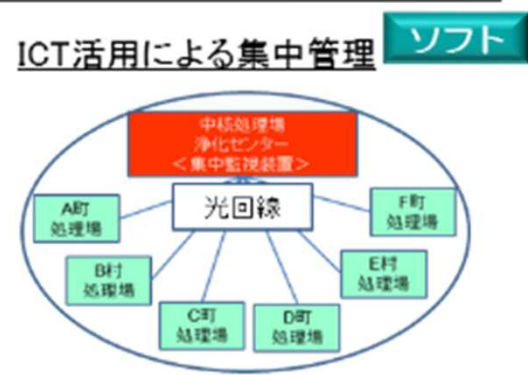 ICT活用による集中管理
ソフト
中核処理場
浄化センター
＜集中監視装置＞
光回線
A町
処理場
F町
処理場
B村
処理場
E村
処理場
C町
処理場
D町
処理場